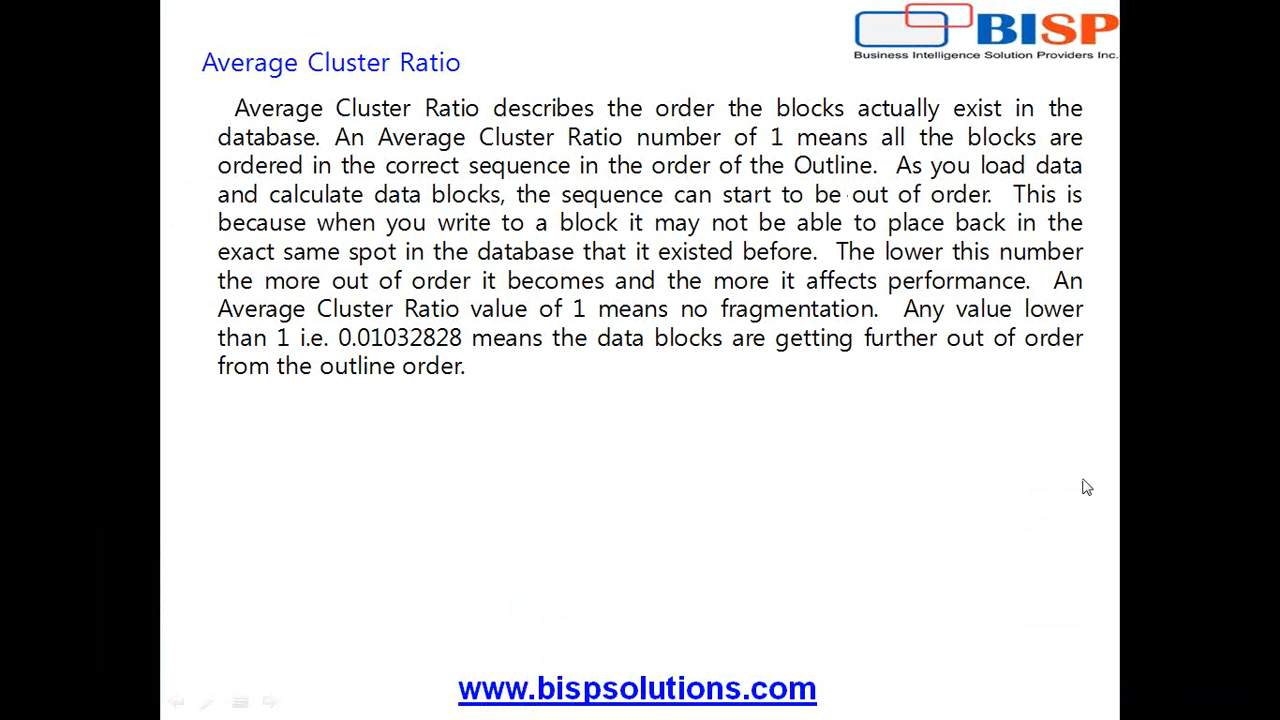 BISP
Business Intelligence Solution Providers Inc.
Average Cluster Ratio
Average Cluster Ratio describes the order the blocks actually exist in the
database. An Average Cluster Ratio number of 1 means all the blocks are
ordered in the correct sequence in the order of the Outline. As you load data
and calculate data blocks, the sequence can start to be out of order. This is
because when you write to a block it may not be able to place back in the
exact same spot in the database that it existed before. The lower this number
the more out of order it becomes and the more it affects performance. An
Average Cluster Ratio value of 1 means no fragmentation. Any value lower
than 1 i.e. 0.01032828 means the data blocks are getting further out of order
from the outline order.
www.bispsolutions.com